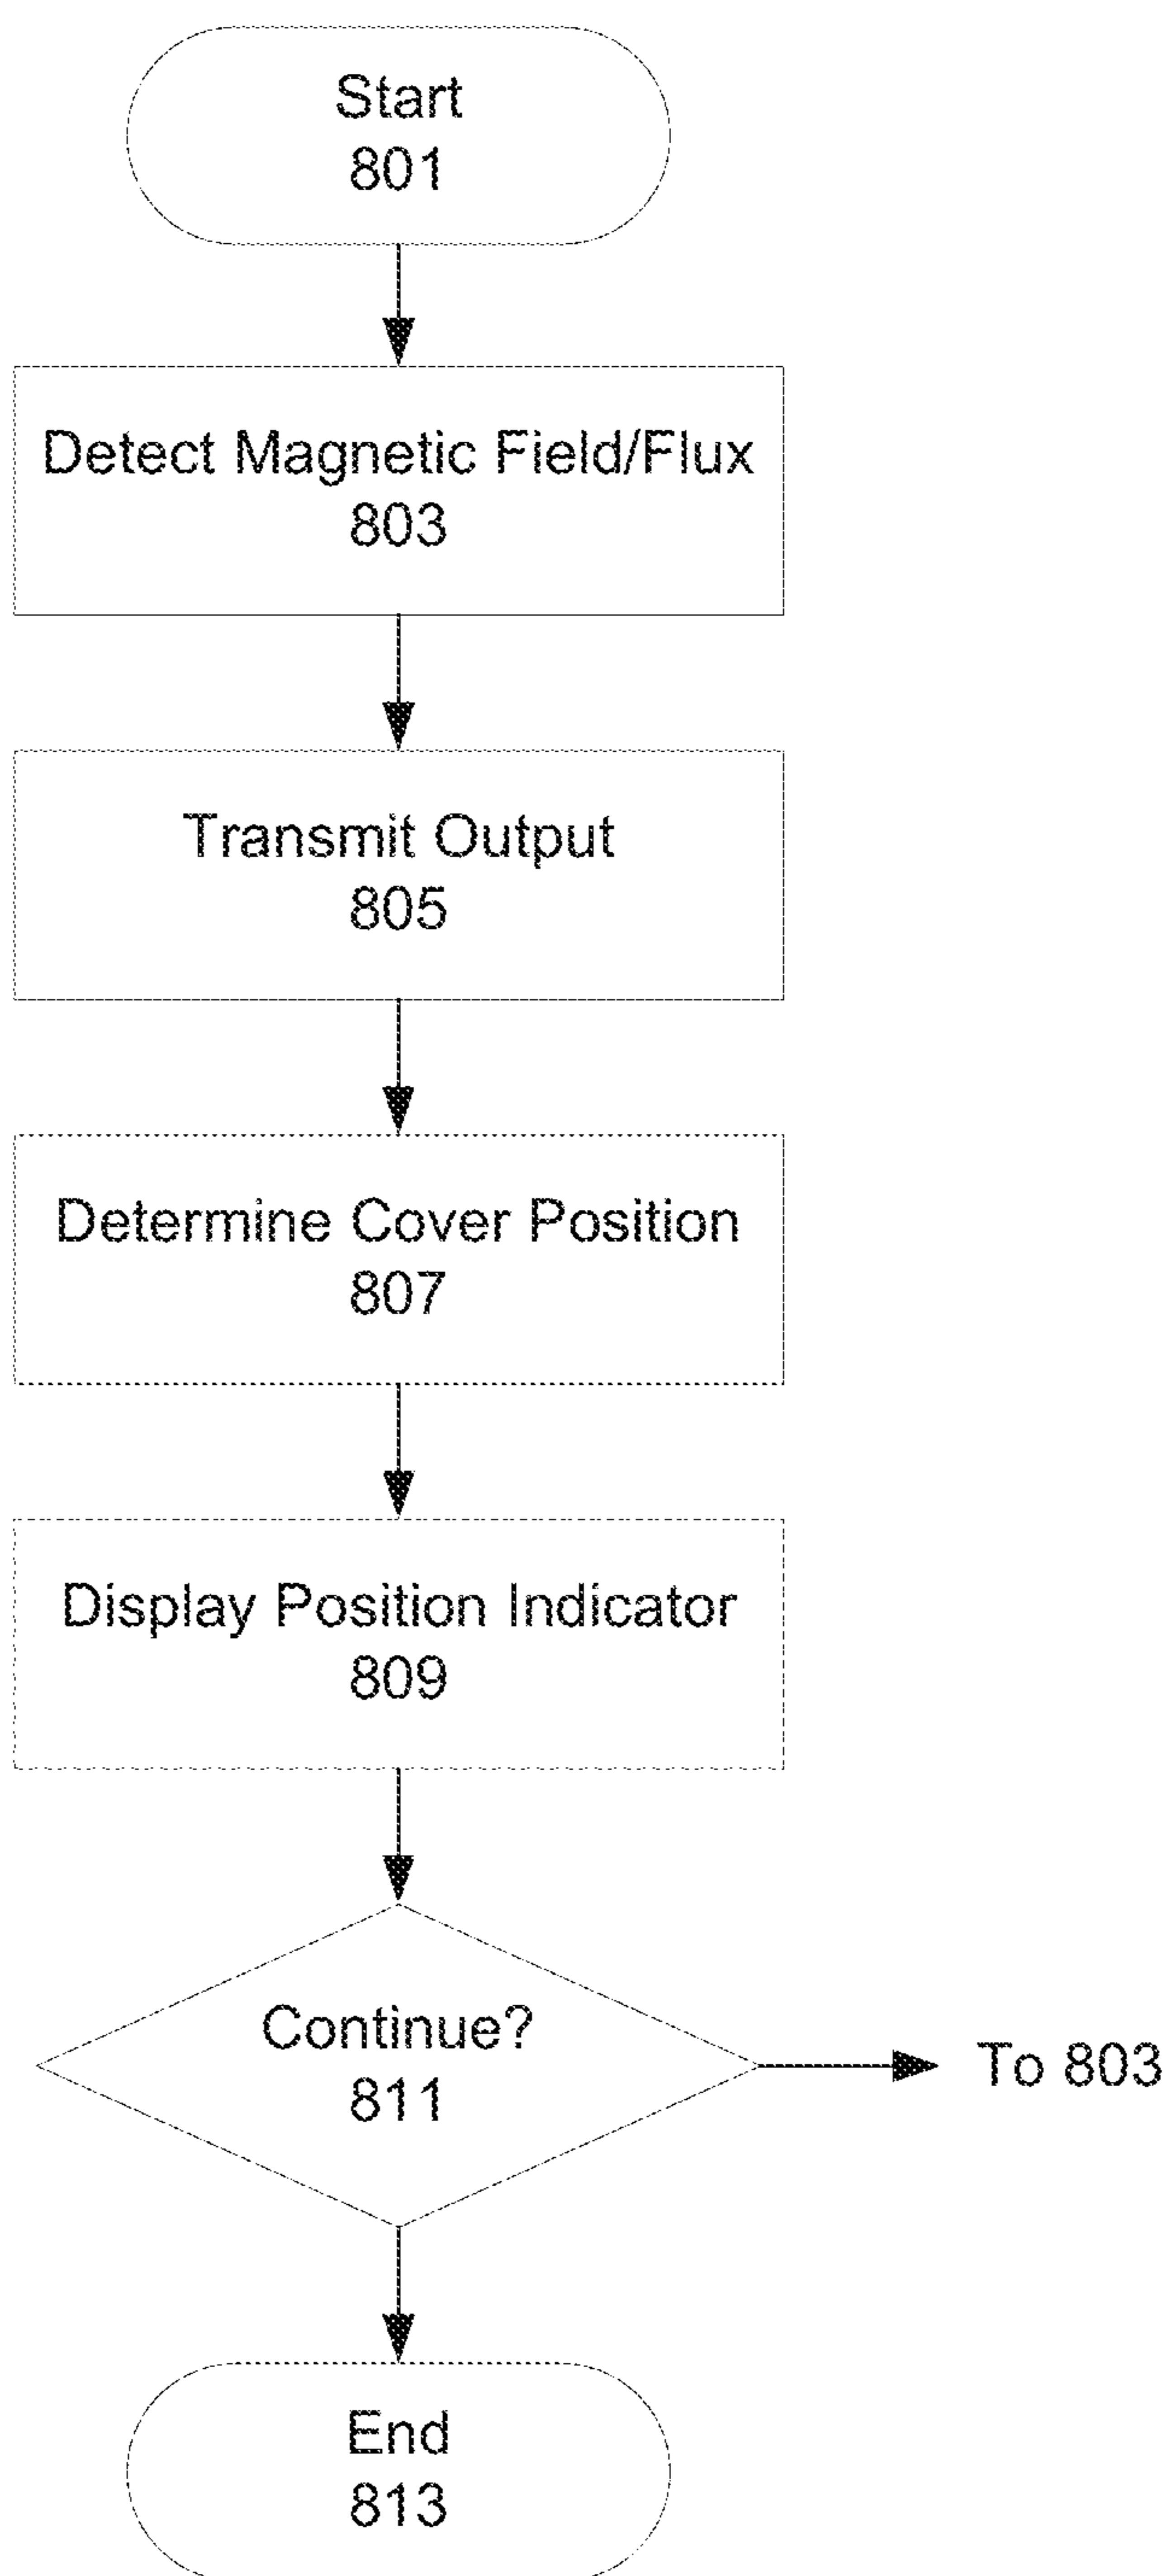 Start
801
Detect Magnetic Field/Flux
803
Transmit Output
805
Determine Cover Position
807
Display Position Indicator
809
Continue?
811
To 803
End
813